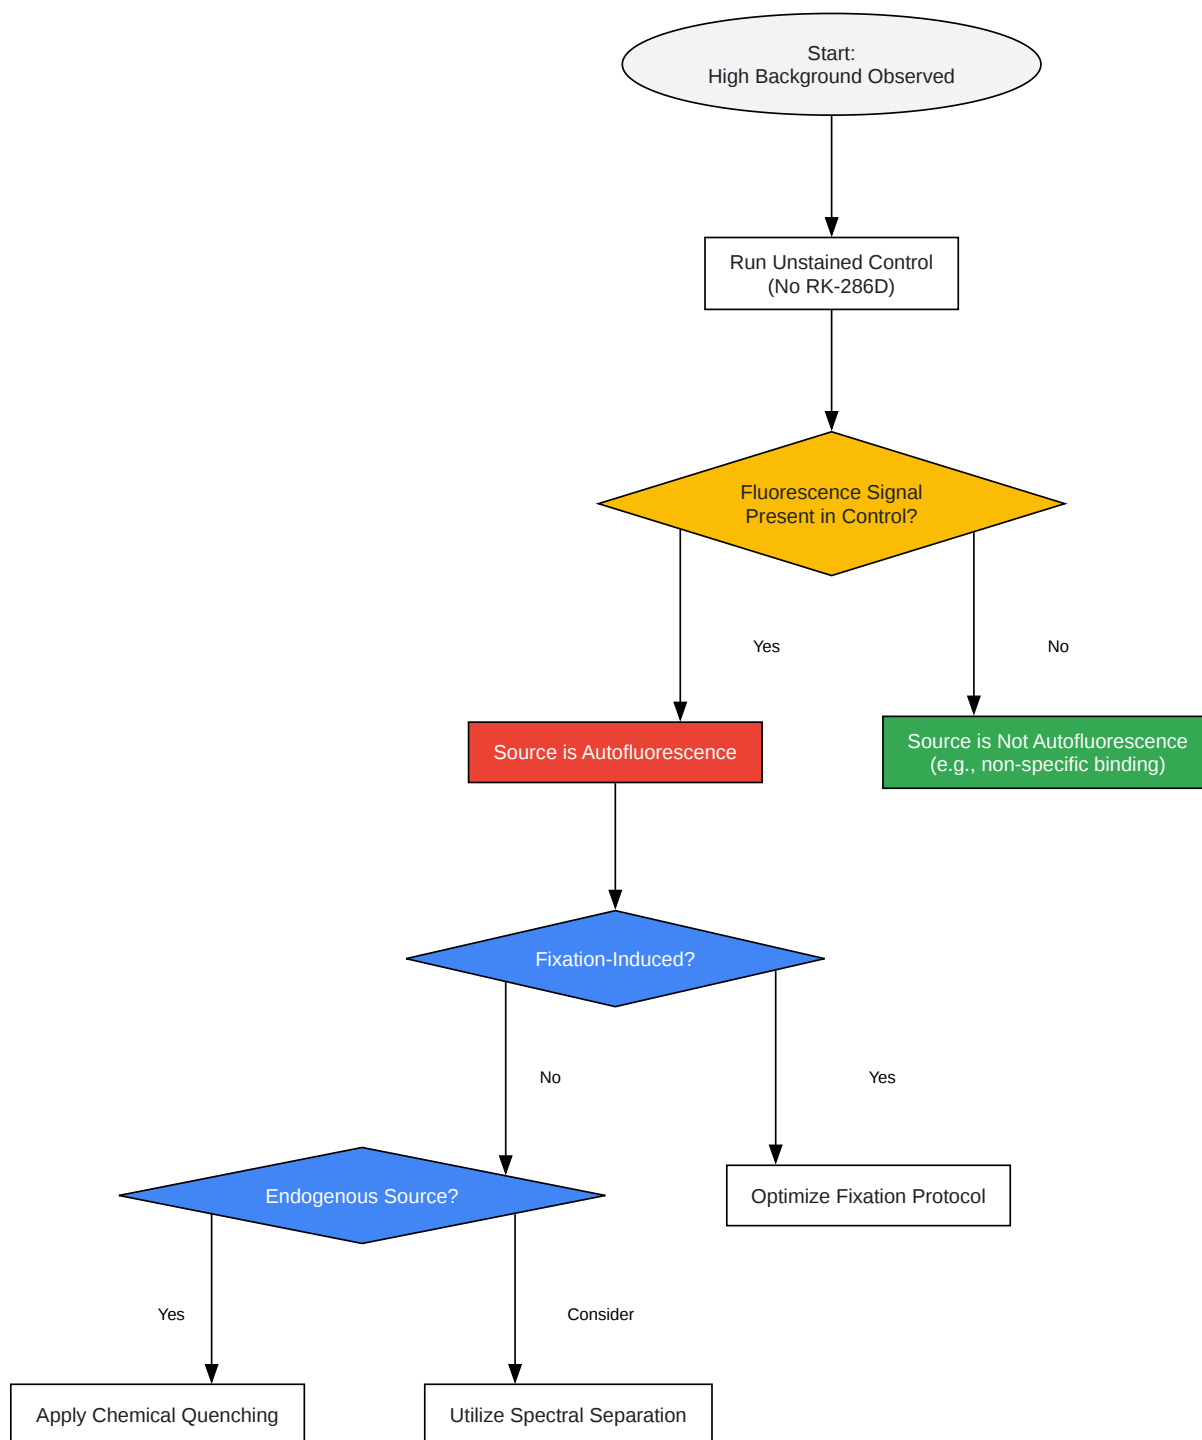 Start:
High Background Observed
Run Unstained Control
(No RK-286D)
Fluorescence Signal
Present in Control?
Yes
No
Source is Autofluorescence
Source is Not Autofluorescence
(e.g., non-specific binding)
Fixation-Induced?
No
Yes
Endogenous Source?
Optimize Fixation Protocol
Yes
Consider
Apply Chemical Quenching
Utilize Spectral Separation